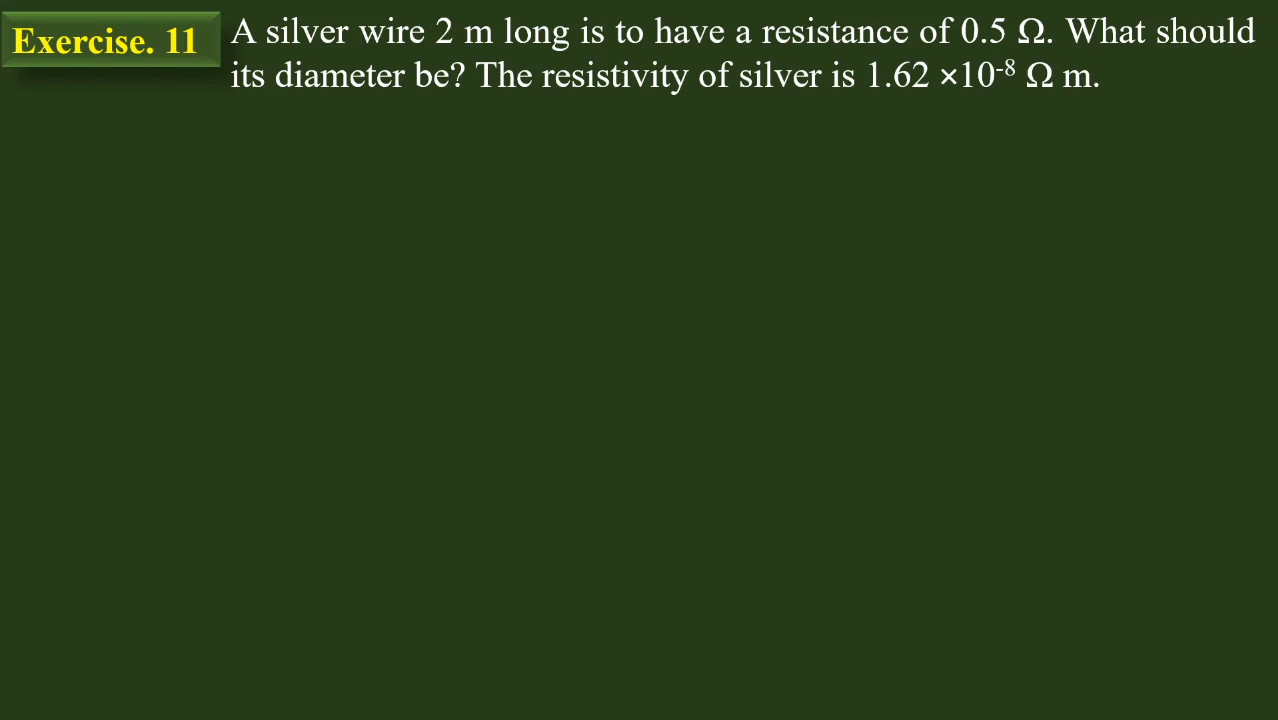 Exercise. 11
A silver wire 2 m long is to have a resistance of 0.5 Ω. What should
its diameter be? The resistivity of silver is 1.62 ×10⁻⁸ Ω m.